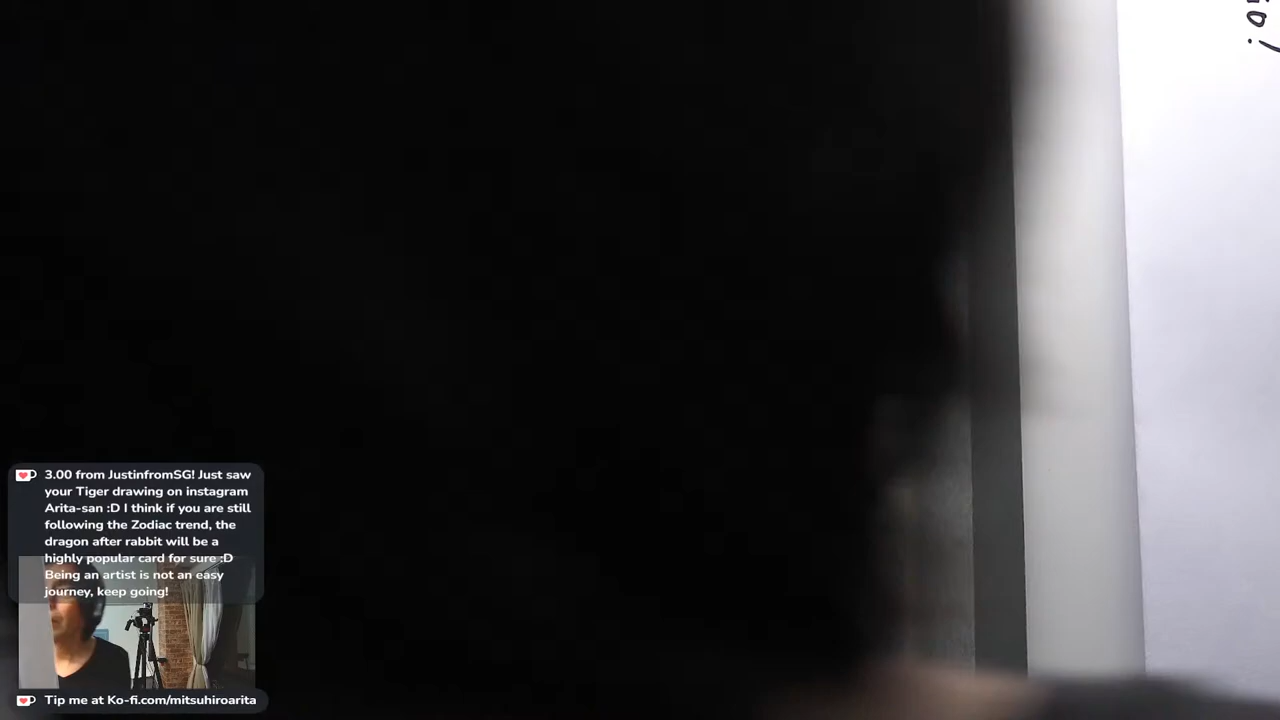 3.00 from JustinfromSG! Just saw
your Tiger drawing on instagram
Arita-san :D I think if you are still
following the Zodiac trend, the
dragon after rabbit will be a
highly popular card for sure :D
Being an artist is not an easy
journey, keep going!
Tip me at Ko-fi.com/mitsuhiroarita